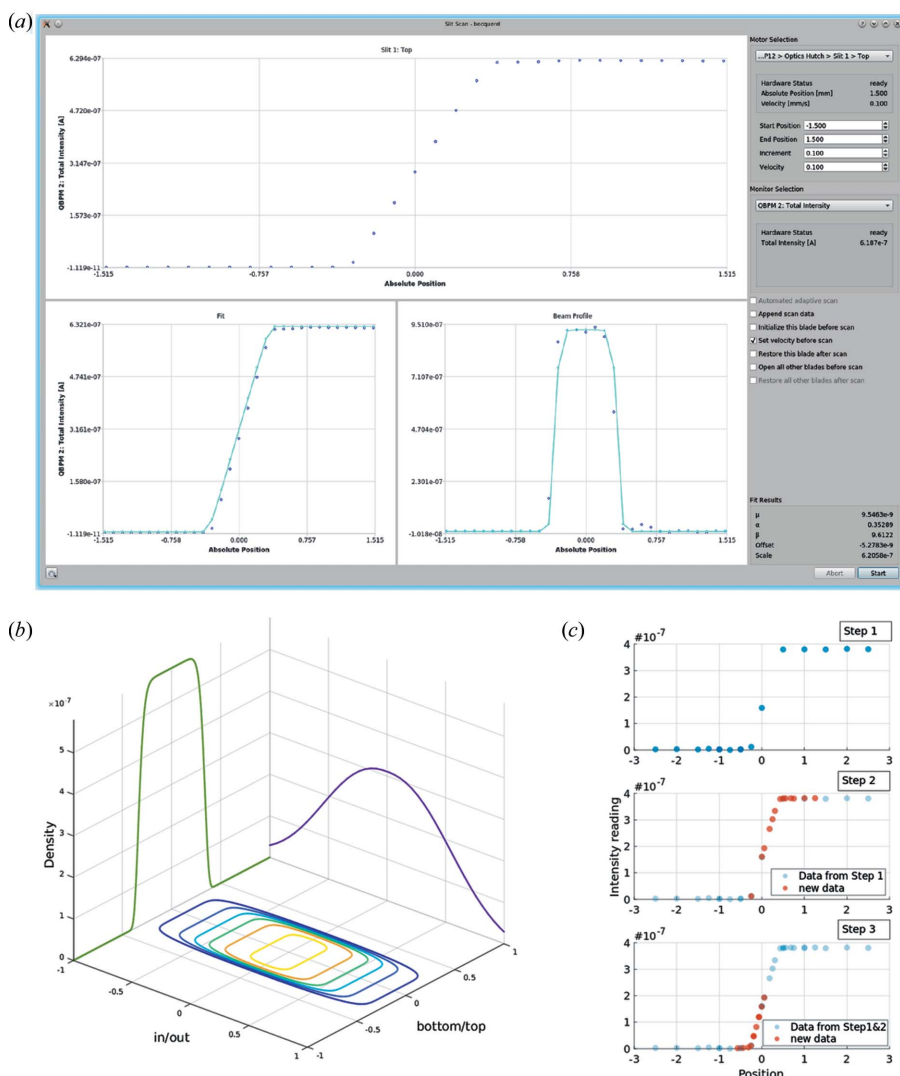 (a)
Slit Scan - becquerel
Slit 1: Top
QBPM 2: Total Intensity [A]
6.294e-07
4.720e-07
3.147e-07
1.573e-07
-1.119e-11
-1.515
-0.757
0.000
0.758
1.515
Absolute Position
Fit
QBPM 2: Total Intensity [A]
6.321e-07
4.741e-07
3.161e-07
1.580e-07
-1.119e-11
-1.515
-0.758
0.000
0.757
1.515
Absolute Position
Beam Profile
9.510e-07
7.107e-07
4.704e-07
2.301e-07
-1.018e-08
-1.515
-0.758
0.000
0.757
1.515
Absolute Position
Motor Selection
...P12 > Optics Hutch > Slit 1 > Top
Hardware Status ready
Absolute Position [mm] 1.500
Velocity [mm/s] 0.100
Start Position -1.500
End Position 1.500
Increment 0.100
Velocity 0.100
Monitor Selection
QBPM 2: Total Intensity
Hardware Status ready
Total Intensity [A] 6.187e-7
Automated adaptive scan
Append scan data
Initialize this blade before scan
Set velocity before scan
Restore this blade after scan
Open all other blades before scan
Restore all other blades after scan
Fit Results
μ 9.5463e-9
α 0.35289
β 9.6122
Offset -5.2783e-9
Scale 6.2058e-7
Abort Start
(b)
×10⁻⁷
Density
5
4
3
2
1
0
-1
-0.5
0
0.5
1
in/out
-1
-0.5
0
0.5
1
bottom/top
(c)
#10⁻⁷
Step 1
4
3
2
1
0
-3 -2 -1 0 1 2 3
#10⁻⁷
Step 2
Intensity reading
4
3
2
1
0
Data from Step 1
new data
-3 -2 -1 0 1 2 3
#10⁻⁷
Step 3
4
3
2
1
0
Data from Step1&2
new data
-3 -2 -1 0 1 2 3
Position